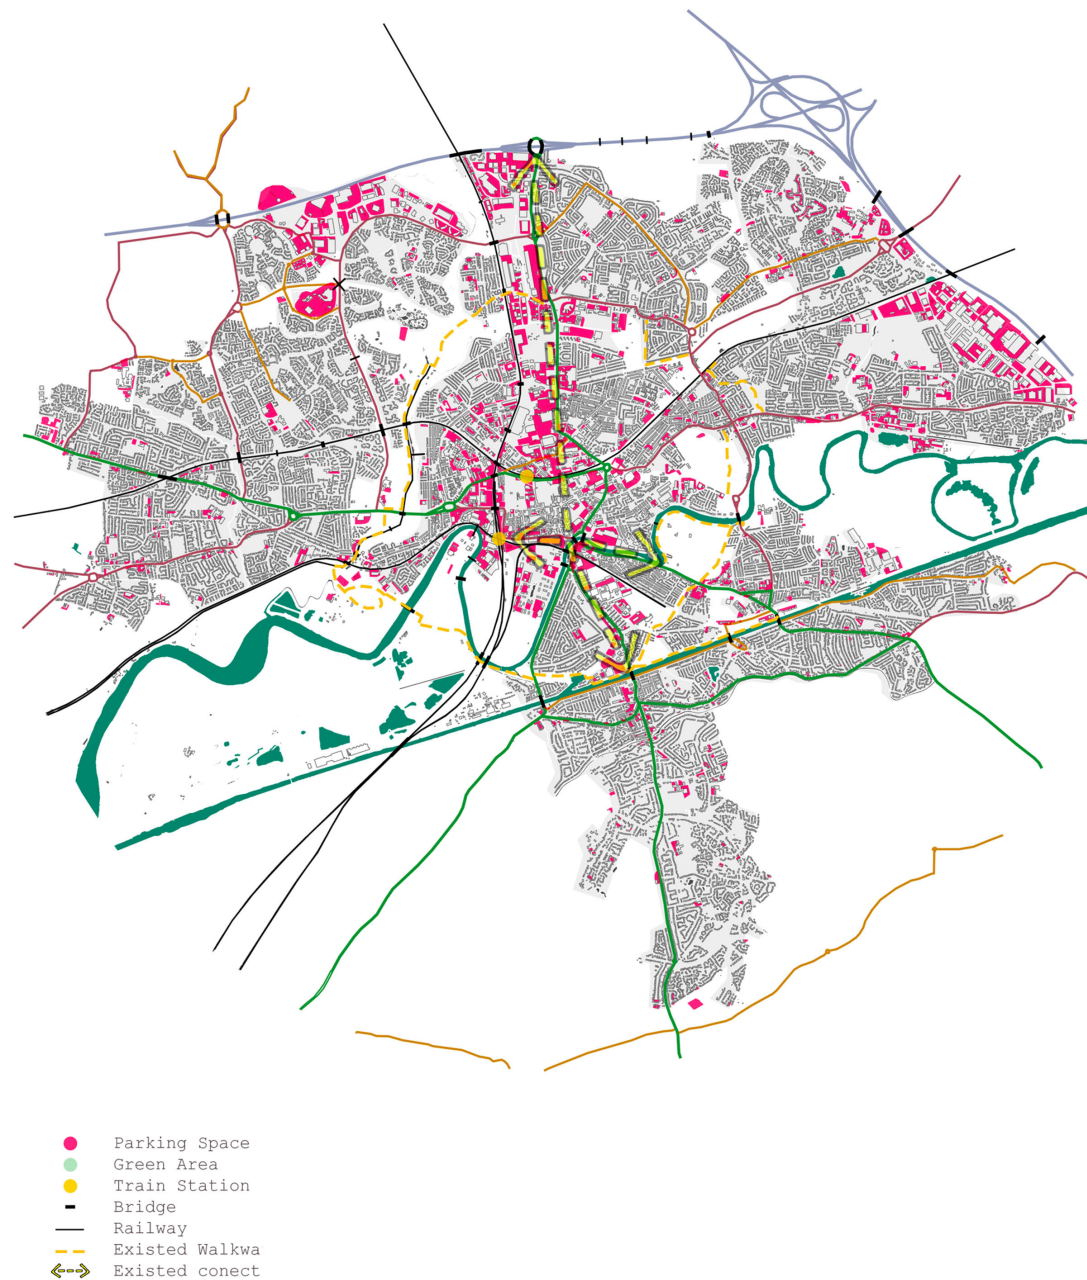 Parking Space
Green Area
Train Station
Bridge
Railway
Existed Walkwa
Existed conect